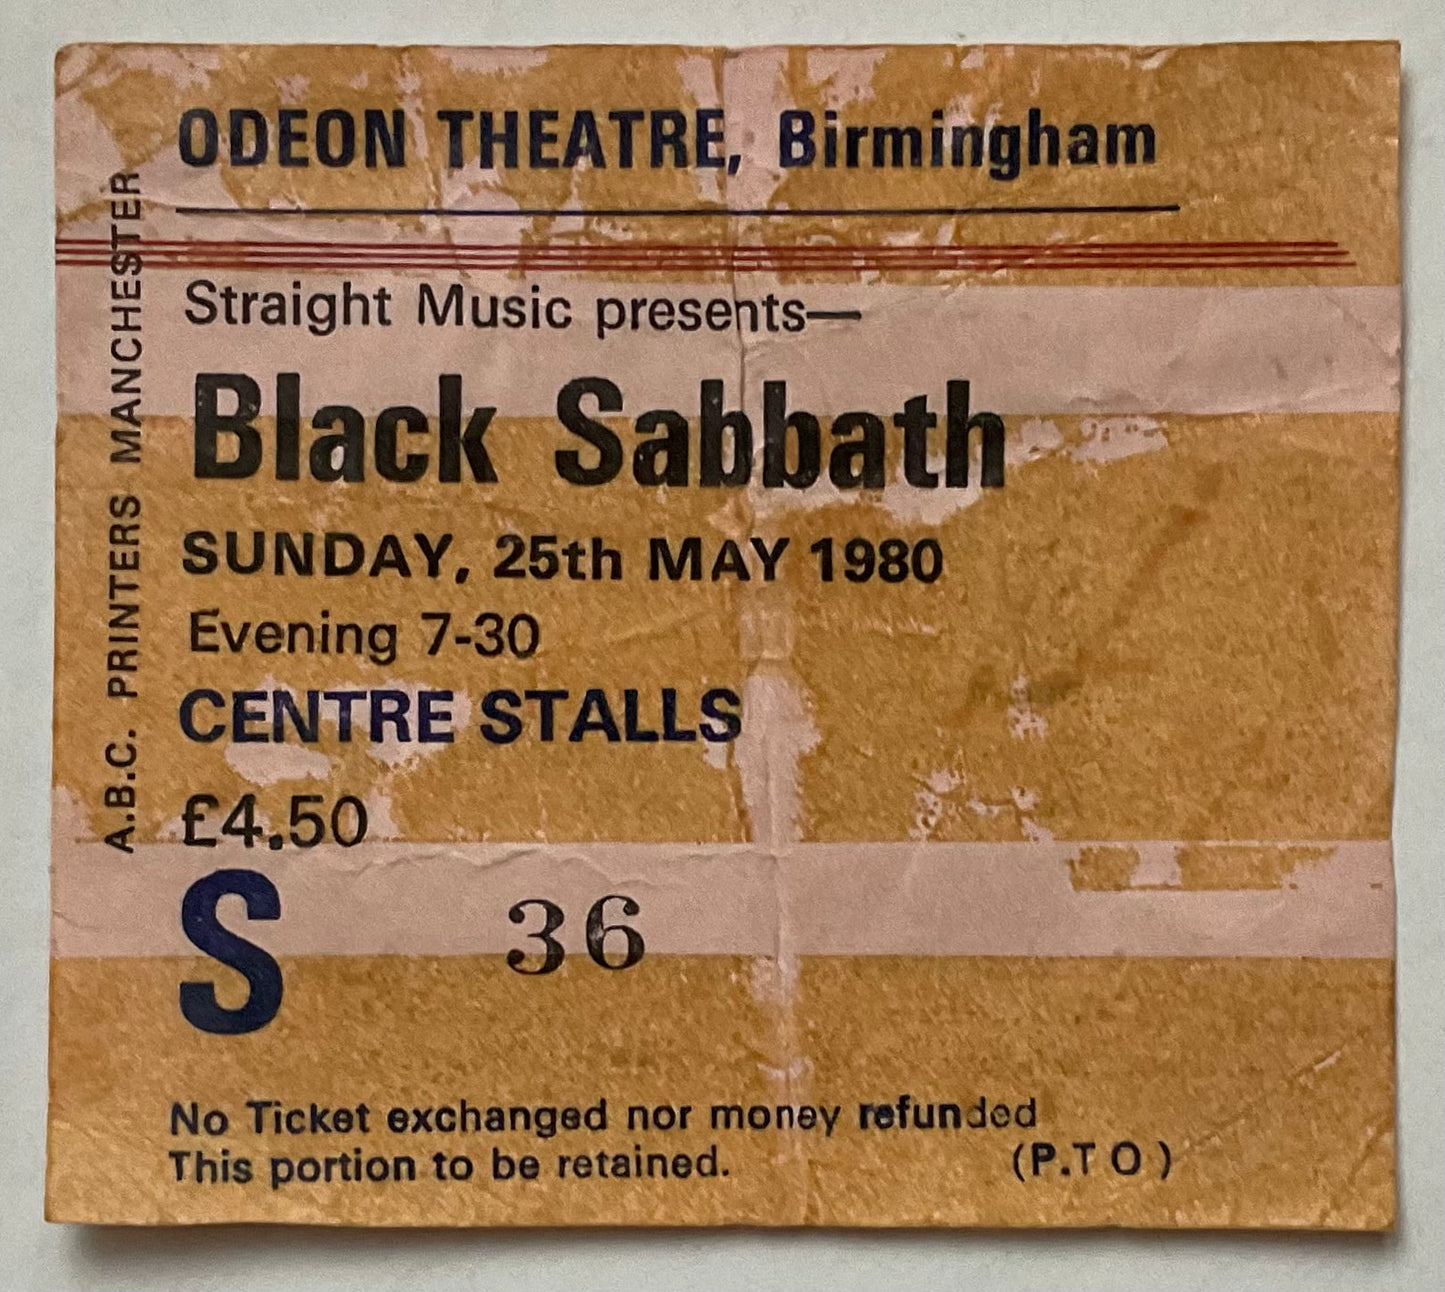 ODEON THEATRE, Birmingham
Straight Music presents—
Black Sabbath
SUNDAY, 25th MAY 1980
Evening 7-30
CENTRE STALLS
£4.50
S 36
No Ticket exchanged nor money refunded
This portion to be retained. (P.T O )
A.B.C. PRINTERS MANCHESTER